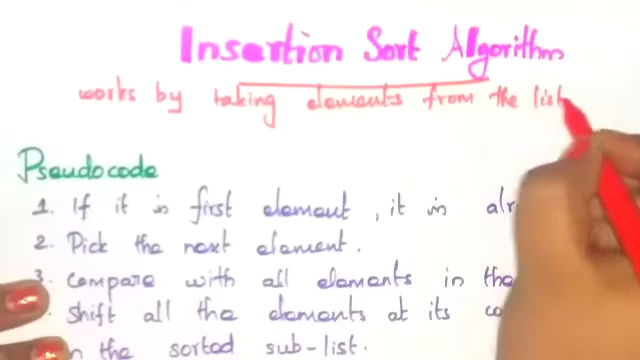 Insertion Sort Algorithm
works by taking elements from the list
Pseudocode
1. If it is first element, it is
2. Pick the next element.
3. Compare with all elements in the
Shift all the elements at its
the sorted sub-list.